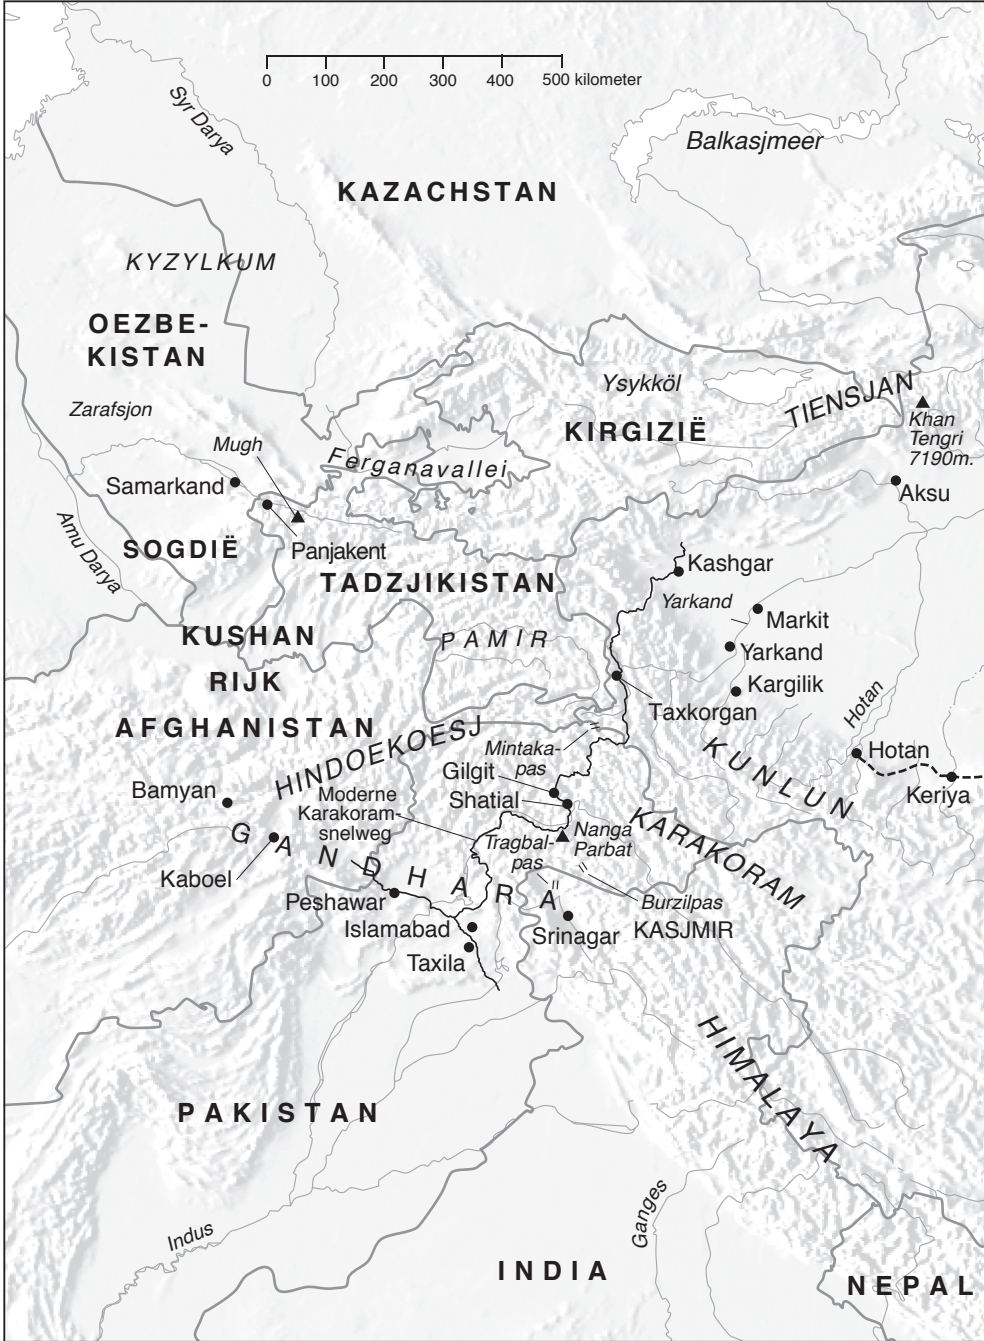 0 100 200 300 400 500 kilometer
Syr Darya
Balkasjmeer
KAZACHSTAN
KYZYLKUM
OEZBE-
KISTAN
Ysykköl
TIENSJAN
Zarafsjon
Khan
Tengri
7190m.
KIRGIZIË
Mugh
Ferganavallei
Samarkand
Aksu
Amu Darya
SOGDIË
Panjakent
Kashgar
TADZJIKISTAN
Yarkand
Markit
KUSHAN
RIJK
PAMIR
Yarkand
Kargilik
Taxkorgan
Hotan
AFGHANISTAN
HINDOEKOESJ
Mintaka-
pas
KUNLUN
Hotan
Gilgit
Bamyan
Shatial
Keriya
Moderne
Karakoram-
snelweg
KARAKORAM
Nanga
Parbat
Tragbal-
pas
GANDHARA
Kaboel
Peshawar
Burzilpas
Islamabad
Srinagar
KASJMIR
Taxila
HIMALAYA
PAKISTAN
Indus
Ganges
INDIA
NEPAL